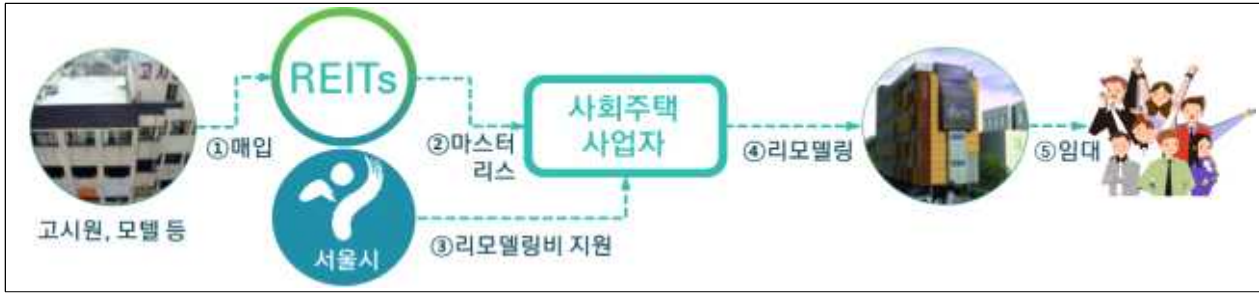 고시
REITs
①매입
②마스터
리스
사회주택
사업자
④리모델링
⑤임대
고시원, 모텔 등
서울시
③리모델링비 지원